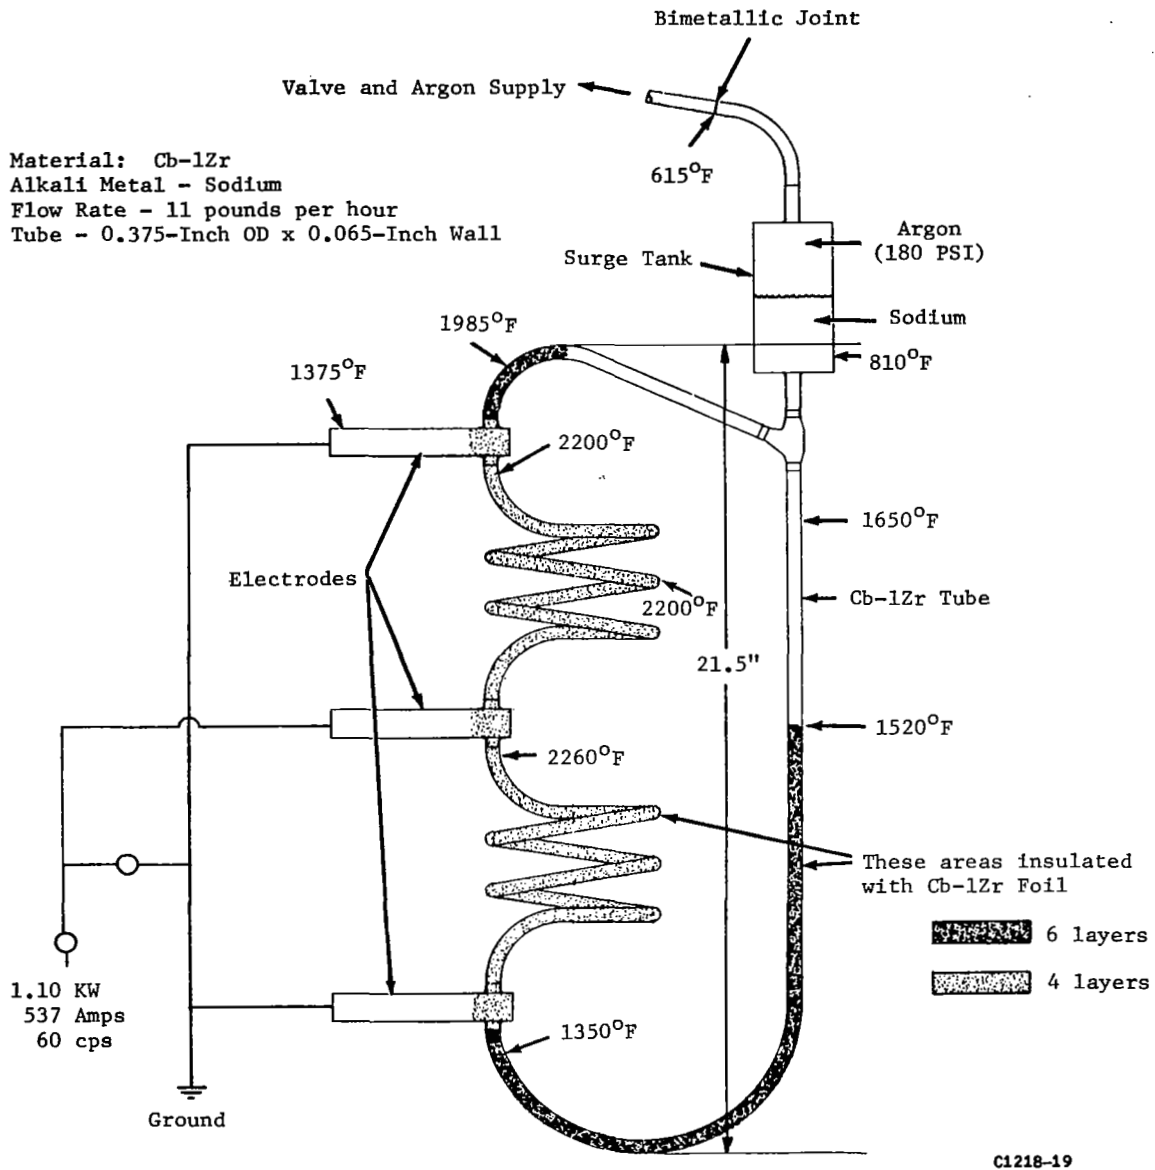 Bimetallic Joint
Valve and Argon Supply
615°F
Material: Cb-1Zr
Alkali Metal - Sodium
Flow Rate - 11 pounds per hour
Tube - 0.375-Inch OD x 0.065-Inch Wall
Argon
(180 PSI)
Surge Tank
Sodium
1985°F
810°F
1375°F
2200°F
1650°F
Electrodes
2200°F
Cb-1Zr Tube
21.5"
1520°F
2260°F
These areas insulated
with Cb-1Zr Foil
6 layers
4 layers
1.10 KW
537 Amps
60 cps
1350°F
Ground
C1218-19